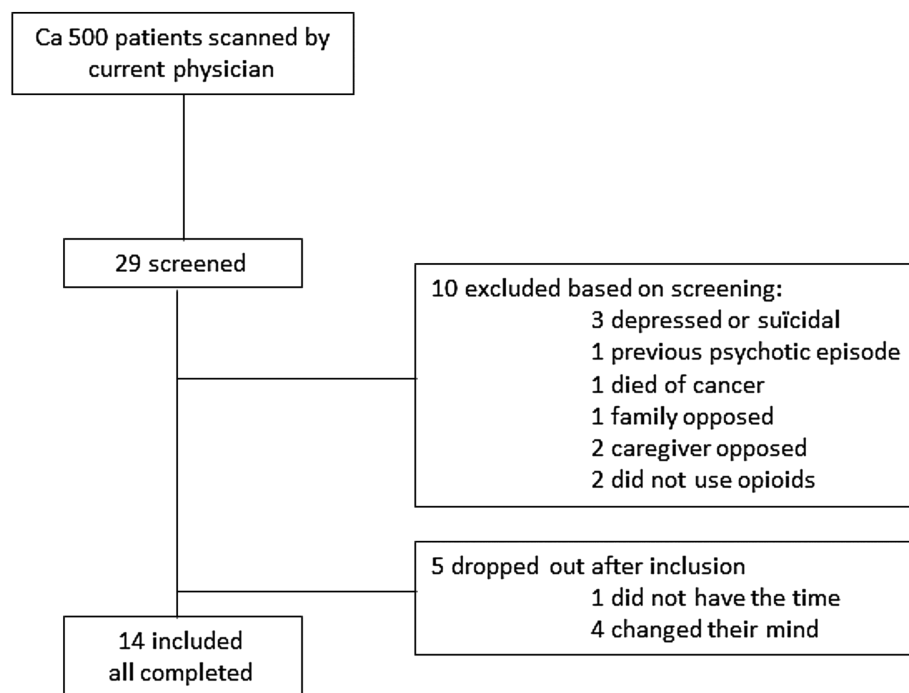 Ca 500 patients scanned by
current physician
29 screened
10 excluded based on screening:
3 depressed or suïcidal
1 previous psychotic episode
1 died of cancer
1 family opposed
2 caregiver opposed
2 did not use opioids
5 dropped out after inclusion
1 did not have the time
4 changed their mind
14 included
all completed